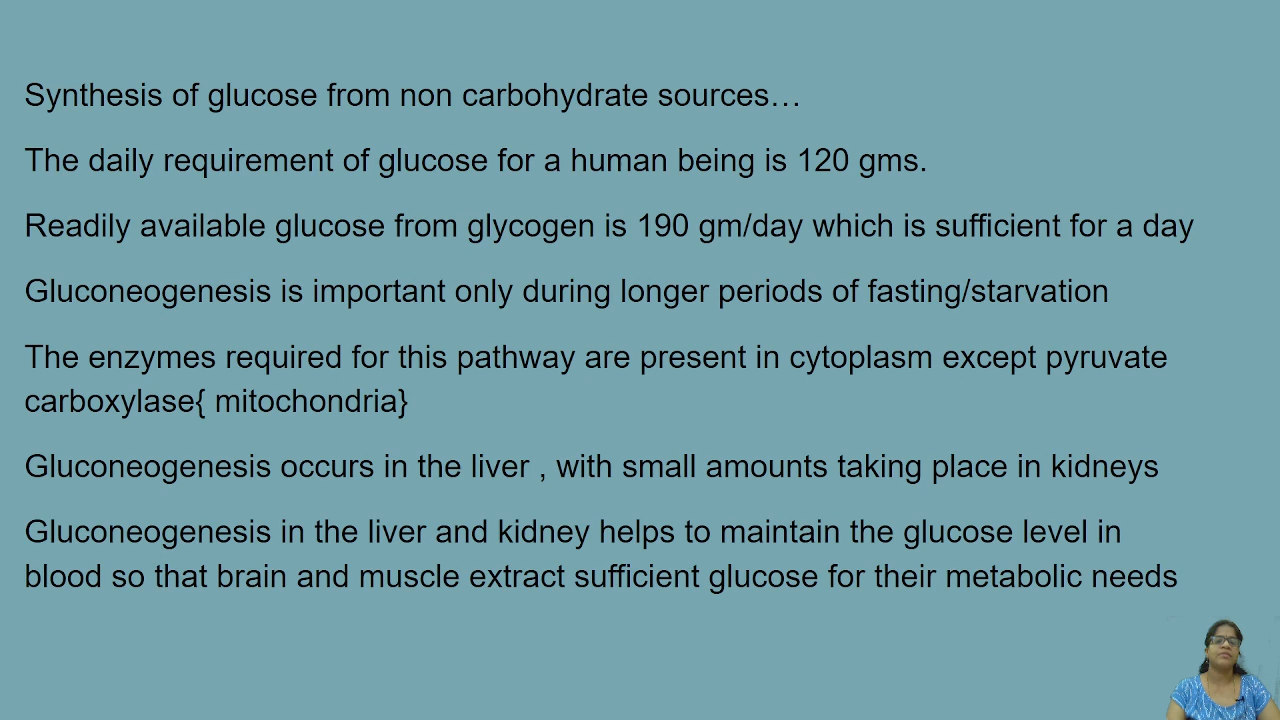 Synthesis of glucose from non carbohydrate sources…
The daily requirement of glucose for a human being is 120 gms.
Readily available glucose from glycogen is 190 gm/day which is sufficient for a day
Gluconeogenesis is important only during longer periods of fasting/starvation
The enzymes required for this pathway are present in cytoplasm except pyruvate
carboxylase{ mitochondria}
Gluconeogenesis occurs in the liver , with small amounts taking place in kidneys
Gluconeogenesis in the liver and kidney helps to maintain the glucose level in
blood so that brain and muscle extract sufficient glucose for their metabolic needs